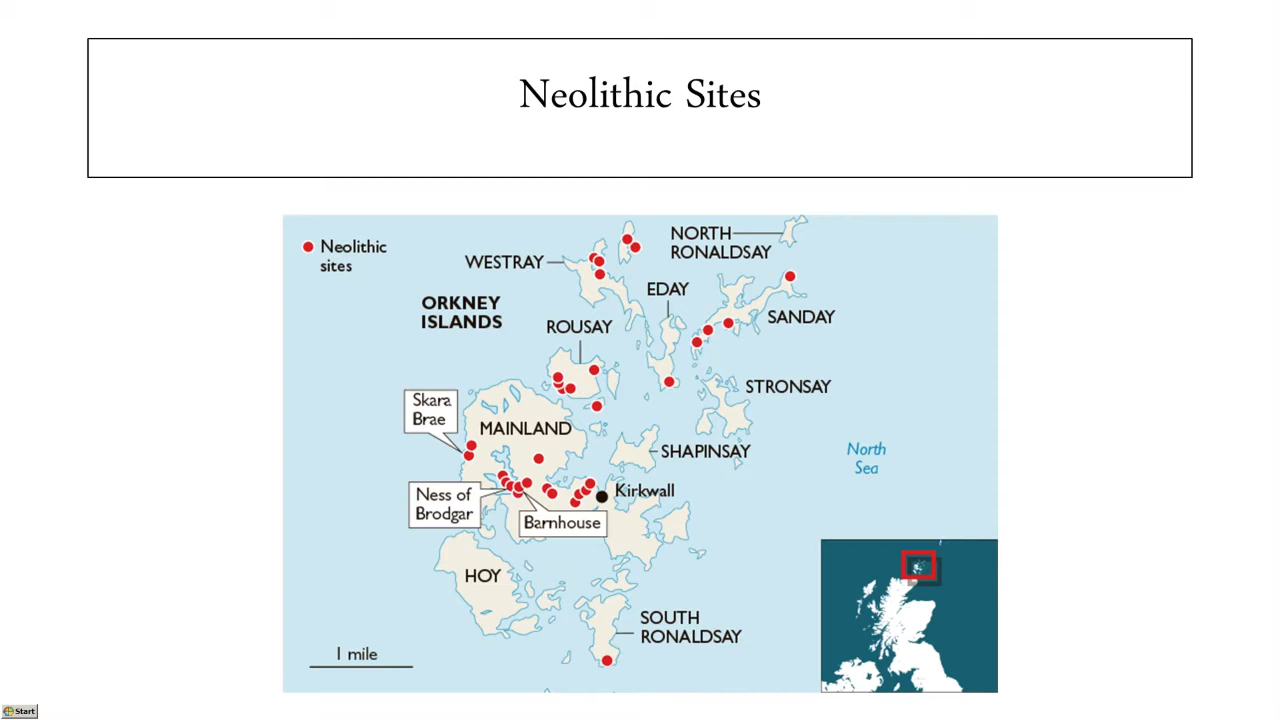 Neolithic Sites
Neolithic
sites
NORTH
RONALDSAY
WESTRAY
EDAY
ORKNEY
ISLANDS
SANDAY
ROUSAY
STRONSAY
Skara
Brae
MAINLAND
SHAPINSAY
North
Sea
Kirkwall
Ness of
Brodgar
Barnhouse
HOY
SOUTH
RONALDSAY
1 mile
Start